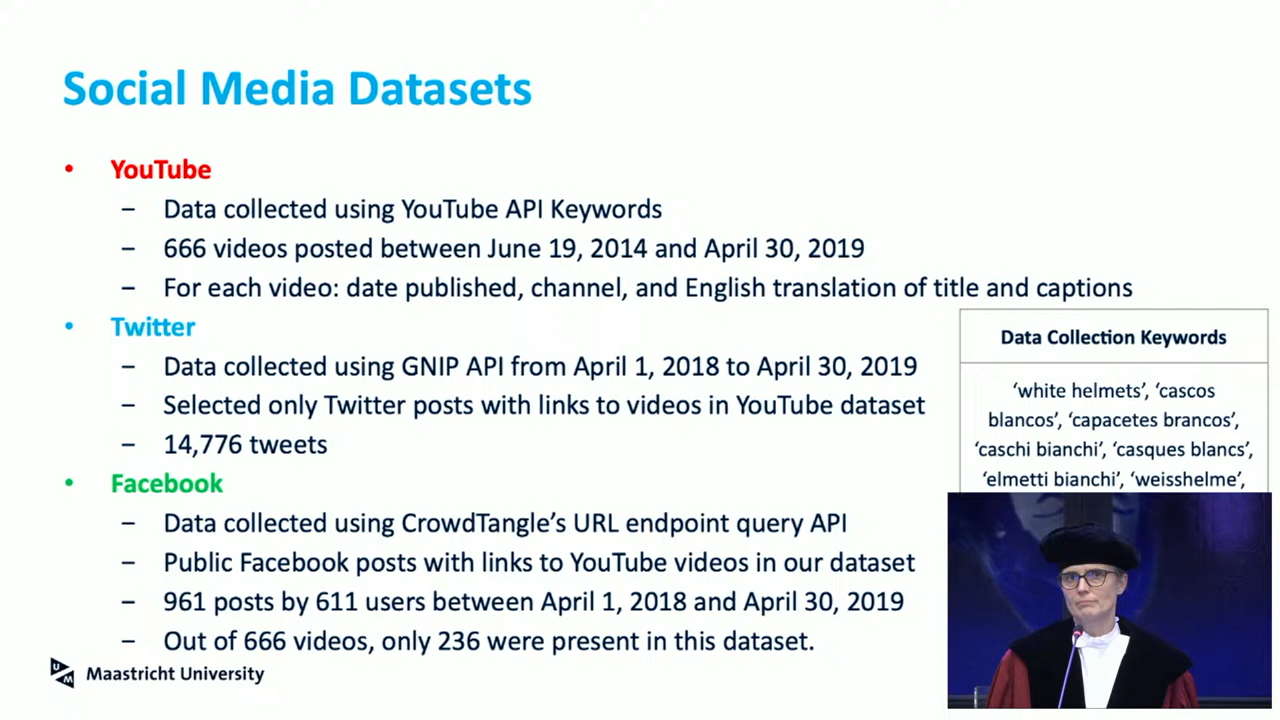 Social Media Datasets
• YouTube
– Data collected using YouTube API Keywords
– 666 videos posted between June 19, 2014 and April 30, 2019
– For each video: date published, channel, and English translation of title and captions
• Twitter
– Data collected using GNIP API from April 1, 2018 to April 30, 2019
– Selected only Twitter posts with links to videos in YouTube dataset
– 14,776 tweets
• Facebook
– Data collected using CrowdTangle’s URL endpoint query API
– Public Facebook posts with links to YouTube videos in our dataset
– 961 posts by 611 users between April 1, 2018 and April 30, 2019
– Out of 666 videos, only 236 were present in this dataset.
Data Collection Keywords
‘white helmets’, ‘cascos
blancos’, ‘capacetes brancos’,
‘caschi bianchi’, ‘casques blancs’,
‘elmetti bianchi’, ‘weisshelme’,
UM
Maastricht University